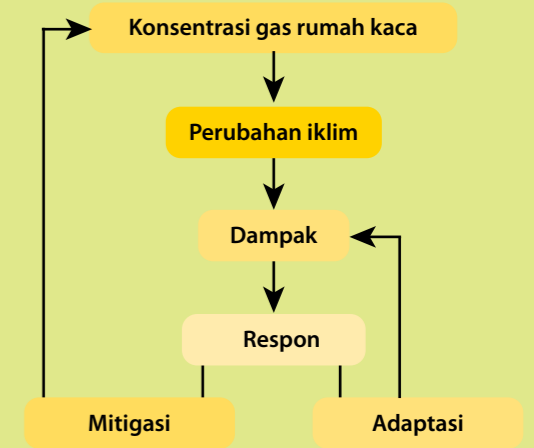 Konsentrasi gas rumah kaca
Perubahan iklim
Dampak
Respon
Mitigasi
Adaptasi